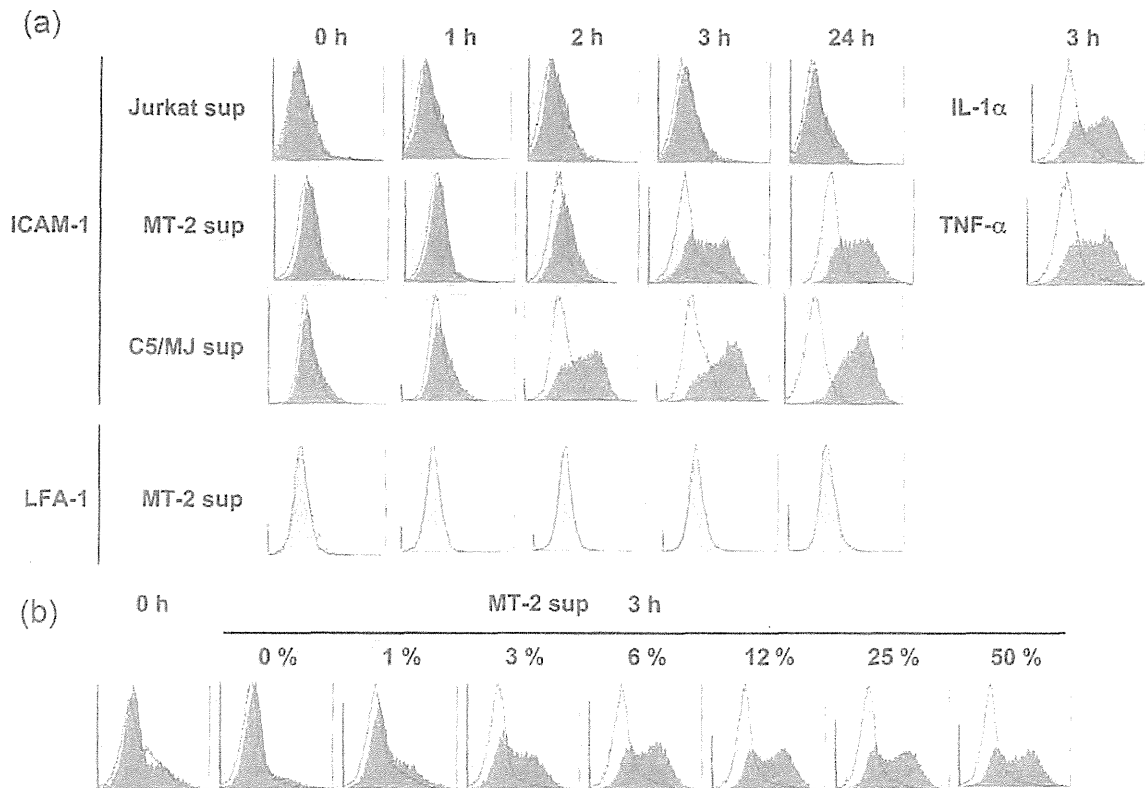 (a)
0 h 1 h 2 h 3 h 24 h 3 h
Jurkat sup IL-1α
ICAM-1 MT-2 sup TNF-α
C5/MJ sup
LFA-1 MT-2 sup
(b) 0 h MT-2 sup 3 h
0 % 1 % 3 % 6 % 12 % 25 % 50 %